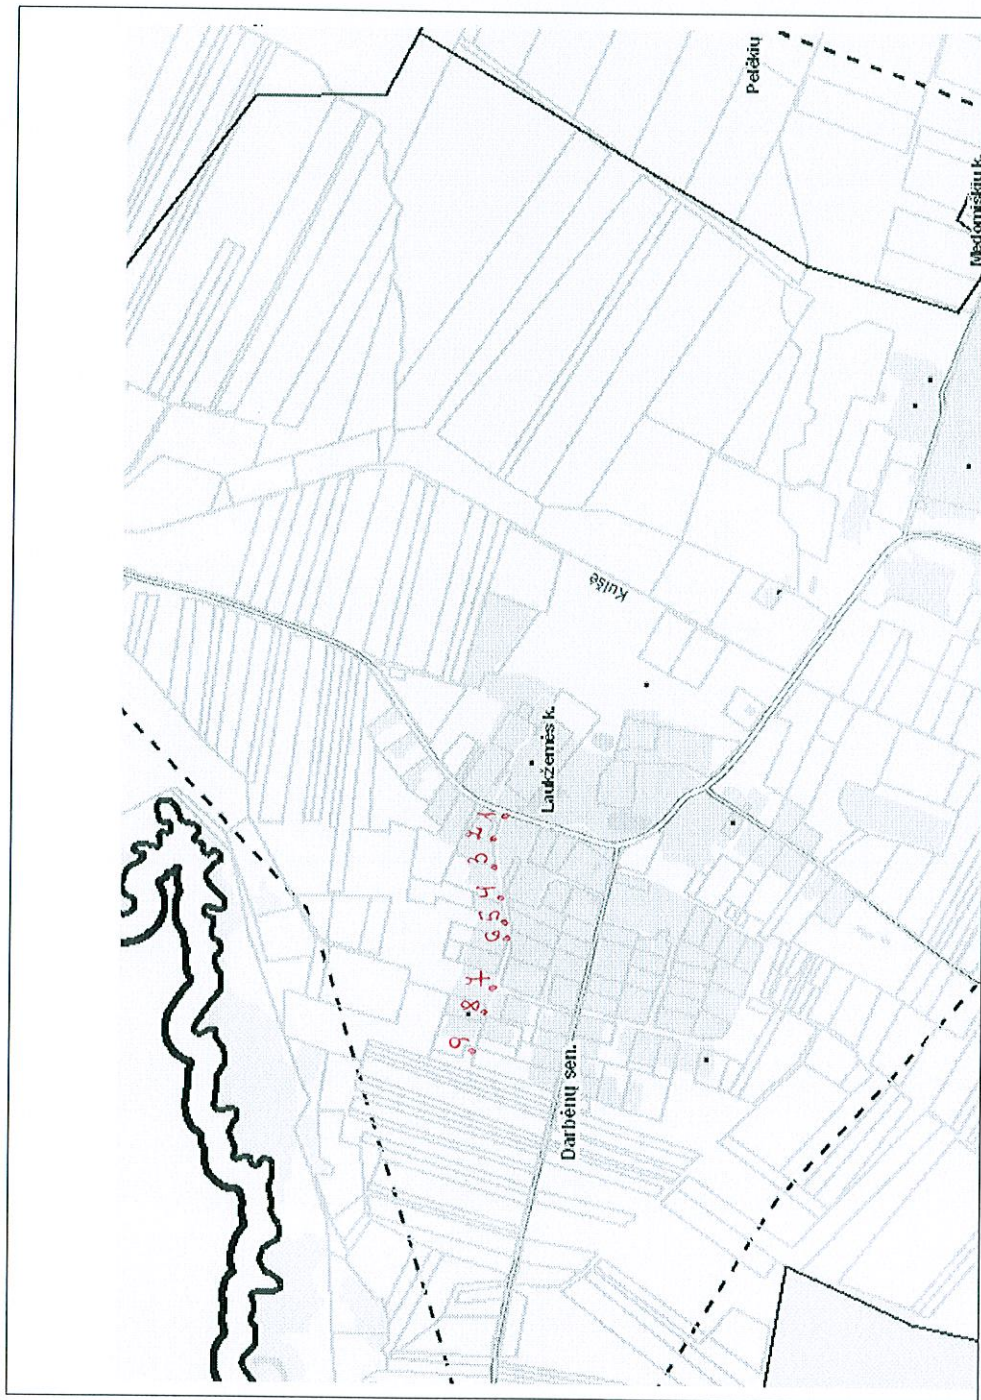 Pelėkių
Medomiškių k.
Kulšė
Laukžemės k.
9 8 7 6 5 4 3 2 1
Darbėnų sen.